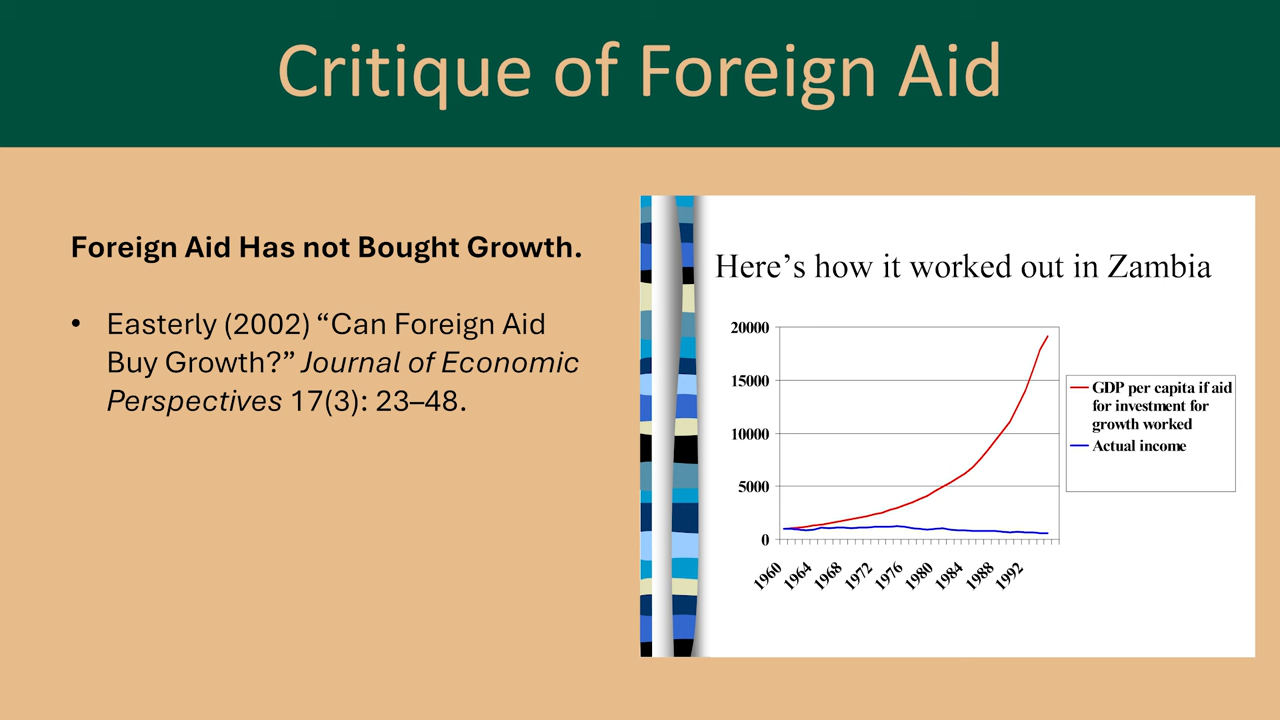 Critique of Foreign Aid
Foreign Aid Has not Bought Growth.
• Easterly (2002) “Can Foreign Aid
Buy Growth?” Journal of Economic
Perspectives 17(3): 23–48.
Here’s how it worked out in Zambia
20000
15000
10000
5000
0
1960
1964
1968
1972
1976
1980
1984
1988
1992
GDP per capita if aid
for investment for
growth worked
Actual income